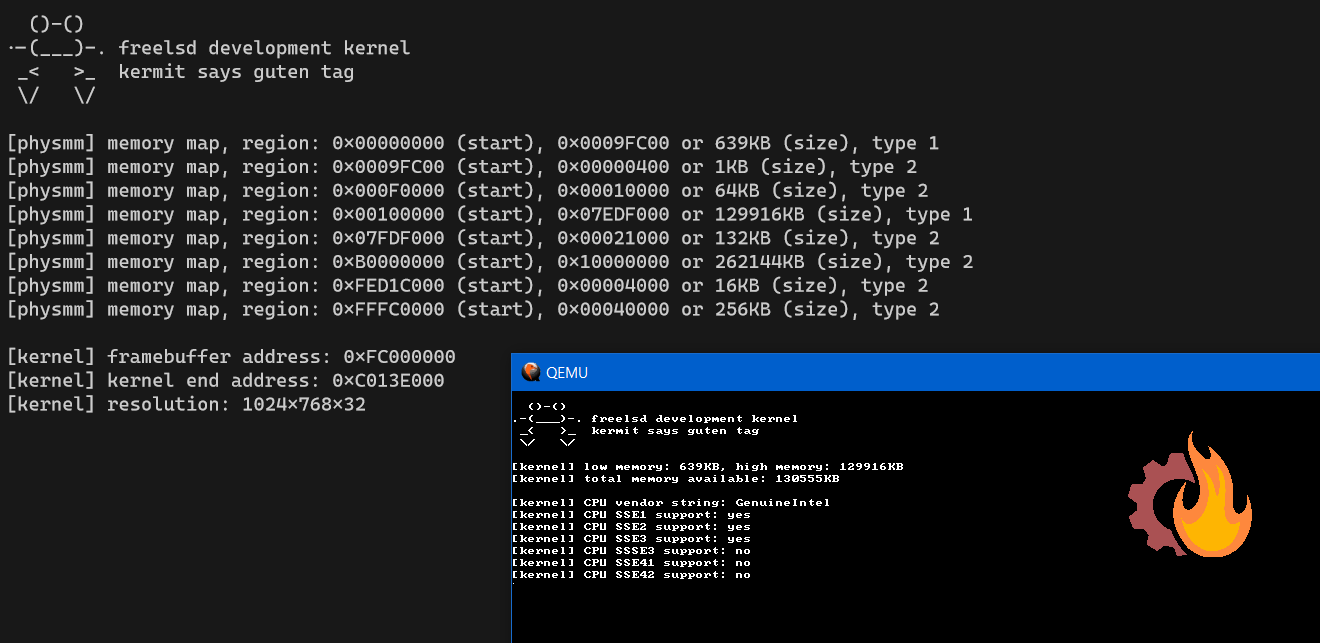 ()-()
.-(___)-. freelsd development kernel
 _<   >_  kermit says guten tag
 \/   \/
[physmm] memory map, region: 0x00000000 (start), 0x0009FC00 or 639KB (size), type 1
[physmm] memory map, region: 0x0009FC00 (start), 0x00000400 or 1KB (size), type 2
[physmm] memory map, region: 0x000F0000 (start), 0x00010000 or 64KB (size), type 2
[physmm] memory map, region: 0x00100000 (start), 0x07EDF000 or 129916KB (size), type 1
[physmm] memory map, region: 0x07FDF000 (start), 0x00021000 or 132KB (size), type 2
[physmm] memory map, region: 0xB0000000 (start), 0x10000000 or 262144KB (size), type 2
[physmm] memory map, region: 0xFED1C000 (start), 0x00004000 or 16KB (size), type 2
[physmm] memory map, region: 0xFFFC0000 (start), 0x00040000 or 256KB (size), type 2
[kernel] framebuffer address: 0xFC000000
[kernel] kernel end address: 0xC013E000
[kernel] resolution: 1024x768x32
QEMU
  ()-()
.-(___)-. freelsd development kernel
 _<   >_  kermit says guten tag
 \/   \/
[kernel] low memory: 639KB, high memory: 129916KB
[kernel] total memory available: 130555KB
[kernel] CPU vendor string: GenuineIntel
[kernel] CPU SSE1 support: yes
[kernel] CPU SSE2 support: yes
[kernel] CPU SSE3 support: yes
[kernel] CPU SSSE3 support: no
[kernel] CPU SSE41 support: no
[kernel] CPU SSE42 support: no